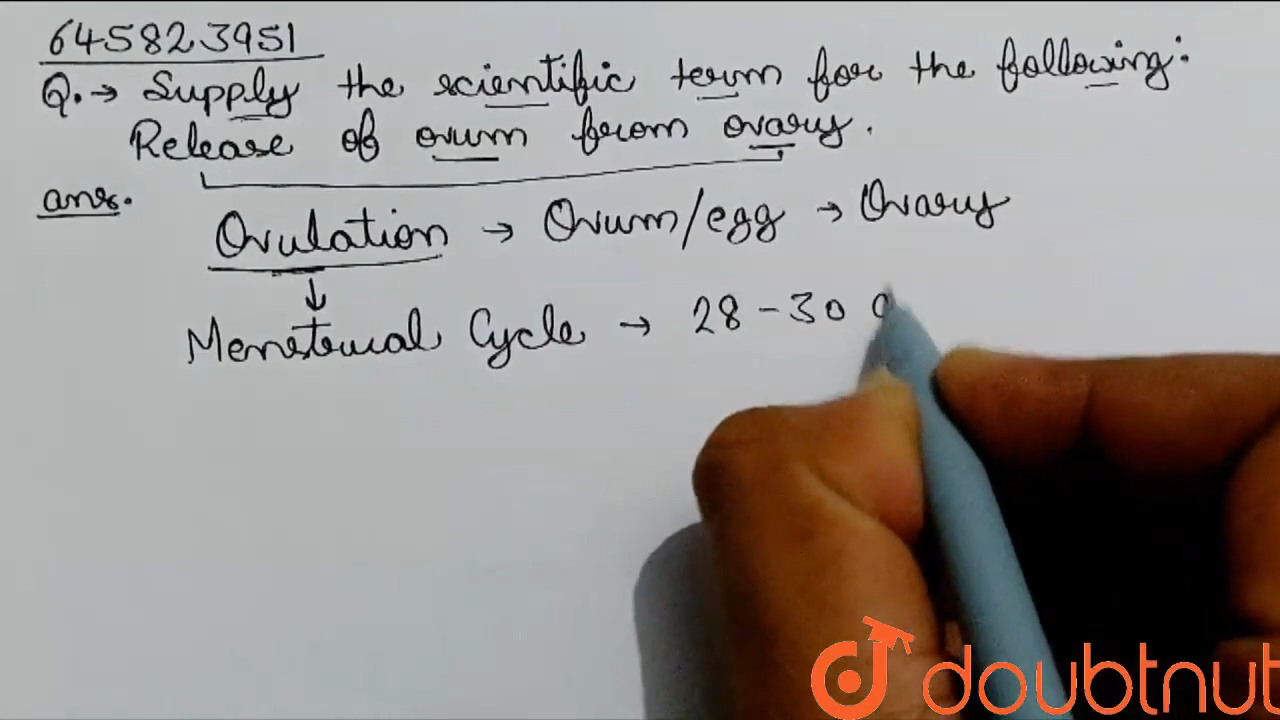 645823951
Q.→ Supply the scientific term for the following:
Release of ovum from ovary.
ans.
Ovulation → Ovum/egg → Ovary
↓
Menstrual Cycle → 28-30 d
doubtnut